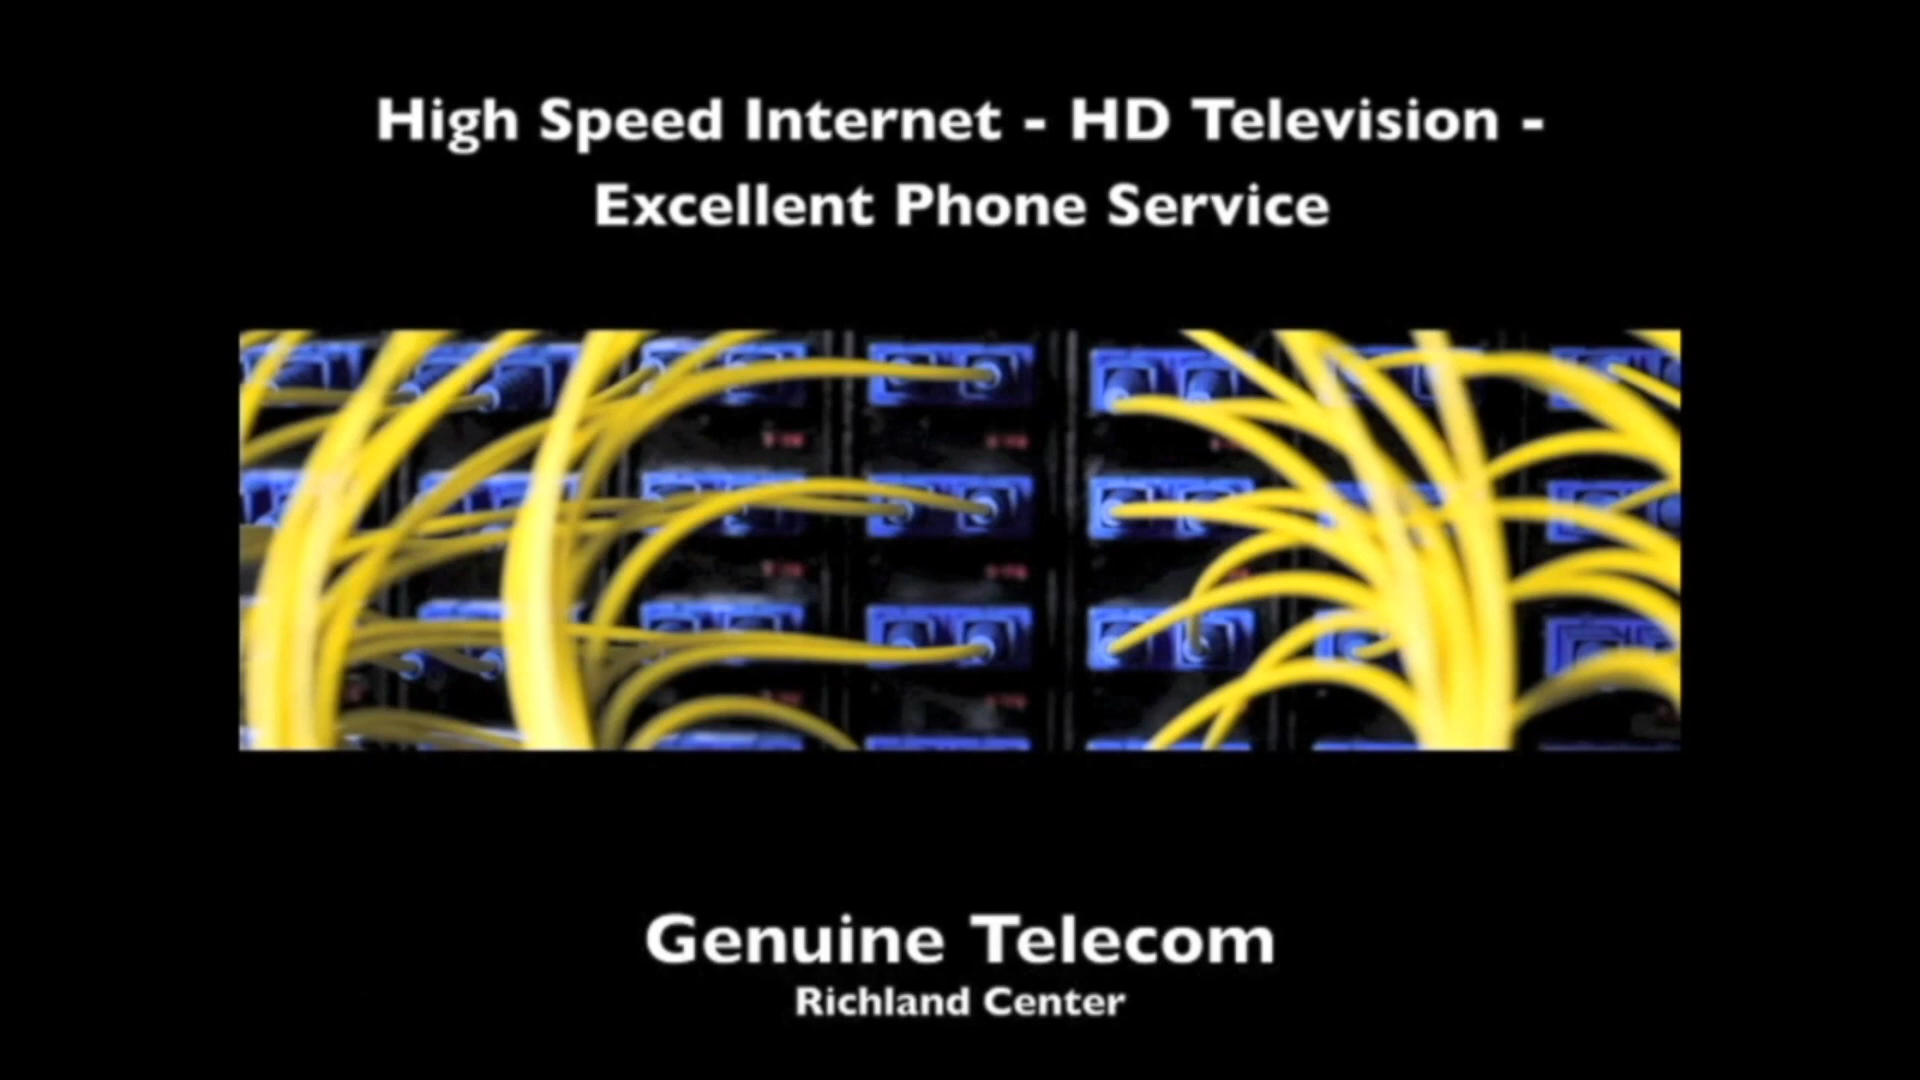 High Speed Internet - HD Television -
Excellent Phone Service
Genuine Telecom
Richland Center